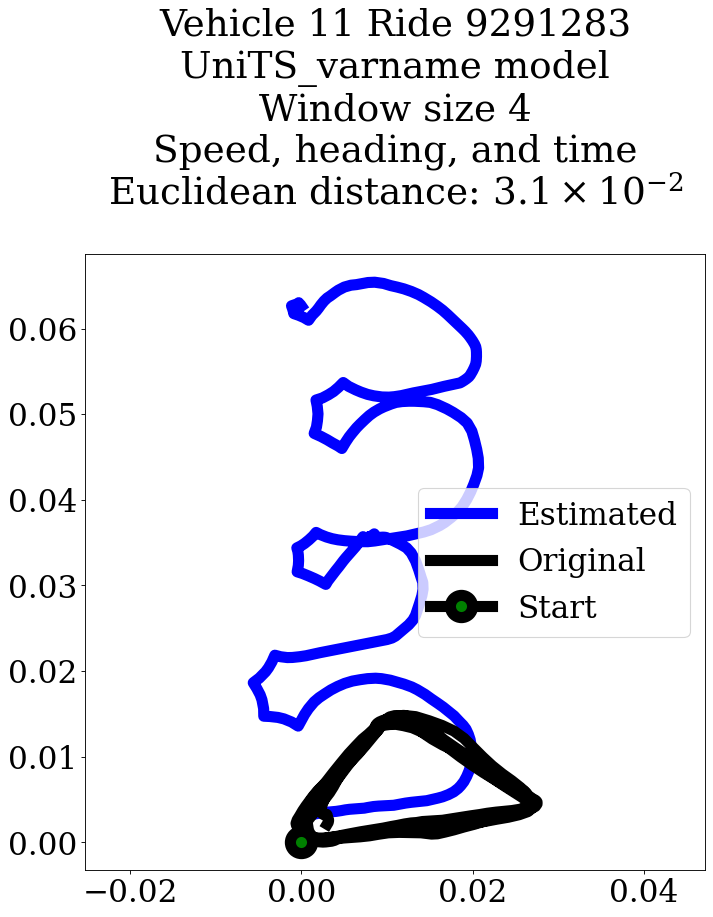 Vehicle 11 Ride 9291283
UniTS_varname model
Window size 4
Speed, heading, and time
Euclidean distance: 3.1 × 10⁻²
0.06
0.05
0.04
Estimated
Original
0.03
Start
0.02
0.01
0.00
−0.02 0.00 0.02 0.04